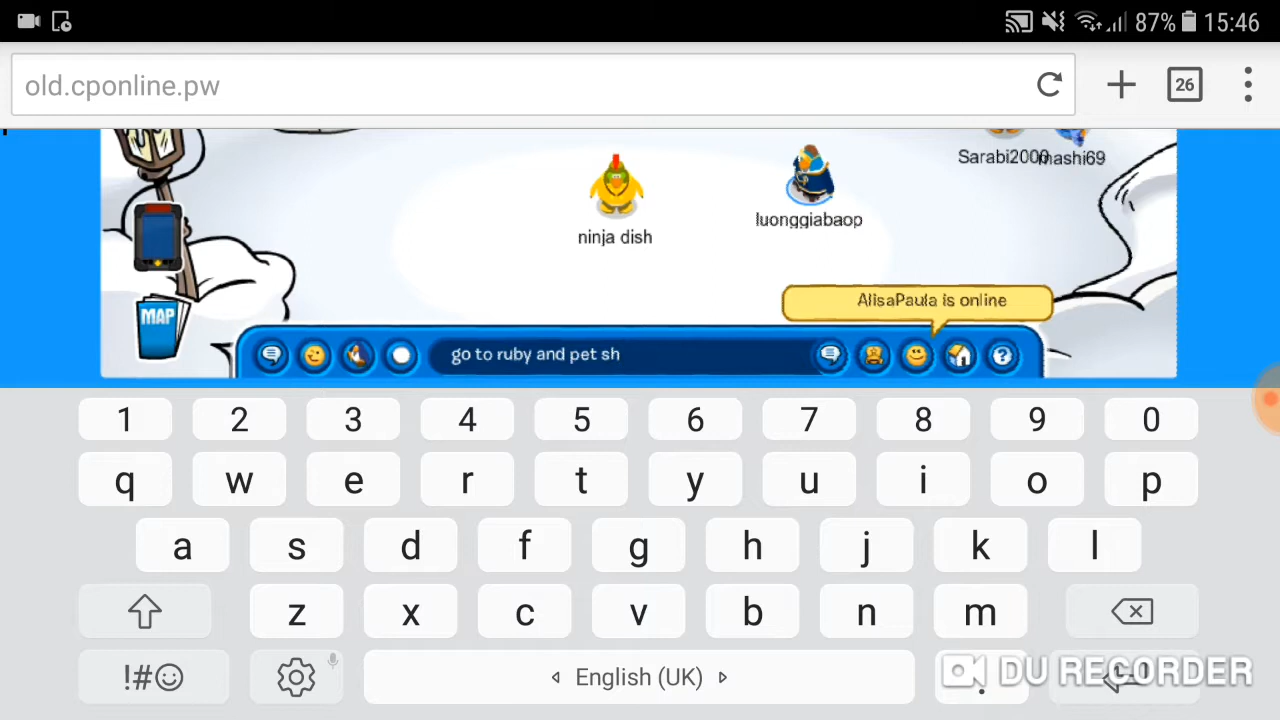 87% 15:46
old.cponline.pw
26
Sarabi2000 mashi69
ninja dish
luonggiabaop
AlisaPaula is online
MAP
go to ruby and pet sh
?
1 2 3 4 5 6 7 8 9 0
q w e r t y u i o p
a s d f g h j k l
z x c v b n m
!#☺ English (UK) .
DU RECORDER